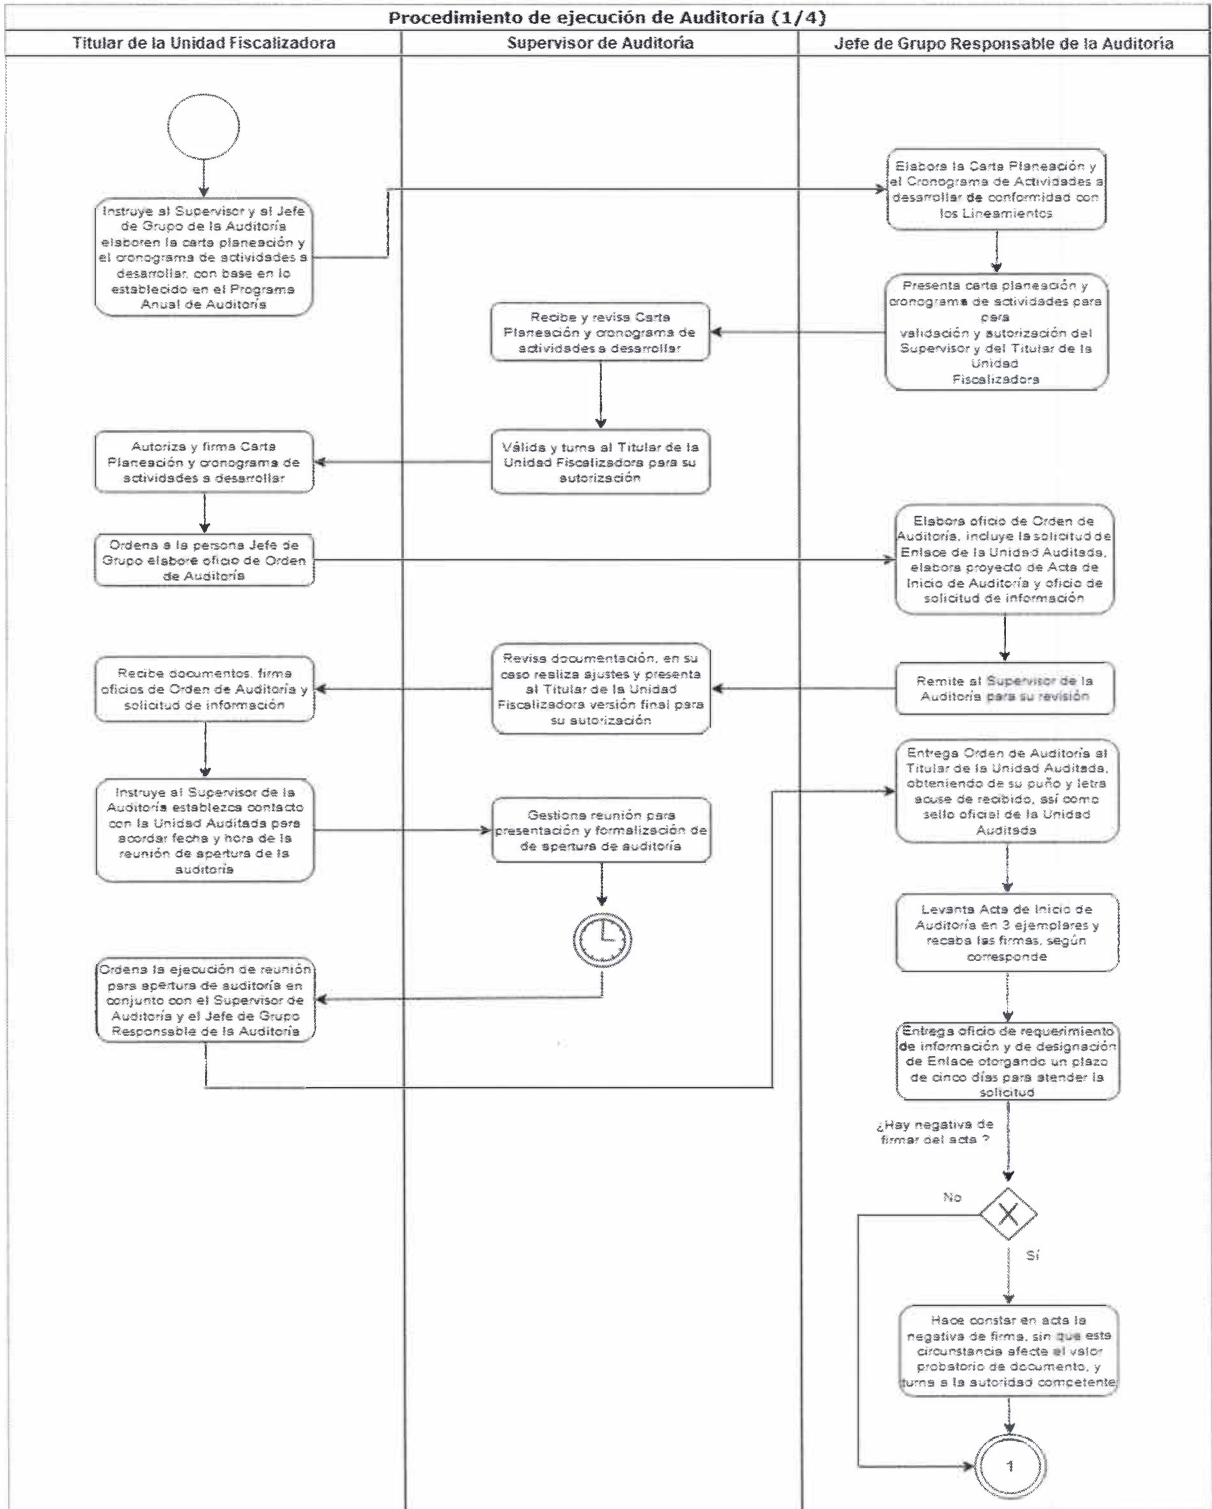 Procedimiento de ejecución de Auditoría (1/4)
Titular de la Unidad Fiscalizadora
Supervisor de Auditoría
Jefe de Grupo Responsable de la Auditoría
Instruye al Supervisor y al Jefe
de Grupo de la Auditoría
elaboren la carta planeación y
el cronograma de actividades a
desarrollar, con base en lo
establecido en el Programa
Anual de Auditoría
Elabora la Carta Planeación y
el Cronograma de Actividades a
desarrollar de conformidad con
los Lineamientos
Presenta carta planeación y
cronograma de actividades para
para
validación y autorización del
Supervisor y del Titular de la
Unidad
Fiscalizadora
Recibe y revisa Carta
Planeación y cronograma de
actividades a desarrollar
Válida y turna al Titular de la
Unidad Fiscalizadora para su
autorización
Autoriza y firma Carta
Planeación y cronograma de
actividades a desarrollar
Ordena a la persona Jefe de
Grupo elabore oficio de Orden
de Auditoría
Elabora oficio de Orden de
Auditoría, incluye la solicitud de
Enlace de la Unidad Auditada,
elabora proyecto de Acta de
Inicio de Auditoría y oficio de
solicitud de información
Remite al Supervisor de la
Auditoría para su revisión
Revisa documentación, en su
caso realiza ajustes y presenta
al Titular de la Unidad
Fiscalizadora versión final para
su autorización
Recibe documentos, firma
oficios de Orden de Auditoría y
solicitud de información
Instruye al Supervisor de la
Auditoría establezca contacto
con la Unidad Auditada para
acordar fecha y hora de la
reunión de apertura de la
auditoría
Gestiona reunión para
presentación y formalización de
de apertura de auditoría
Ordena la ejecución de reunión
para apertura de auditoría en
conjunto con el Supervisor de
Auditoría y el Jefe de Grupo
Responsable de la Auditoría
Entrega Orden de Auditoría al
Titular de la Unidad Auditada,
obteniendo de su puño y letra
acuse de recibido, así como
sello oficial de la Unidad
Auditada
Levanta Acta de Inicio de
Auditoría en 3 ejemplares y
recaba las firmas, según
corresponde
Entrega oficio de requerimiento
de información y de designación
de Enlace otorgando un plazo
de cinco días para atender la
solicitud
¿Hay negativa de
firmar del acta ?
No
Sí
Hace constar en acta la
negativa de firma, sin que esta
circunstancia afecte el valor
probatorio de documento, y
turna a la autoridad competente
1